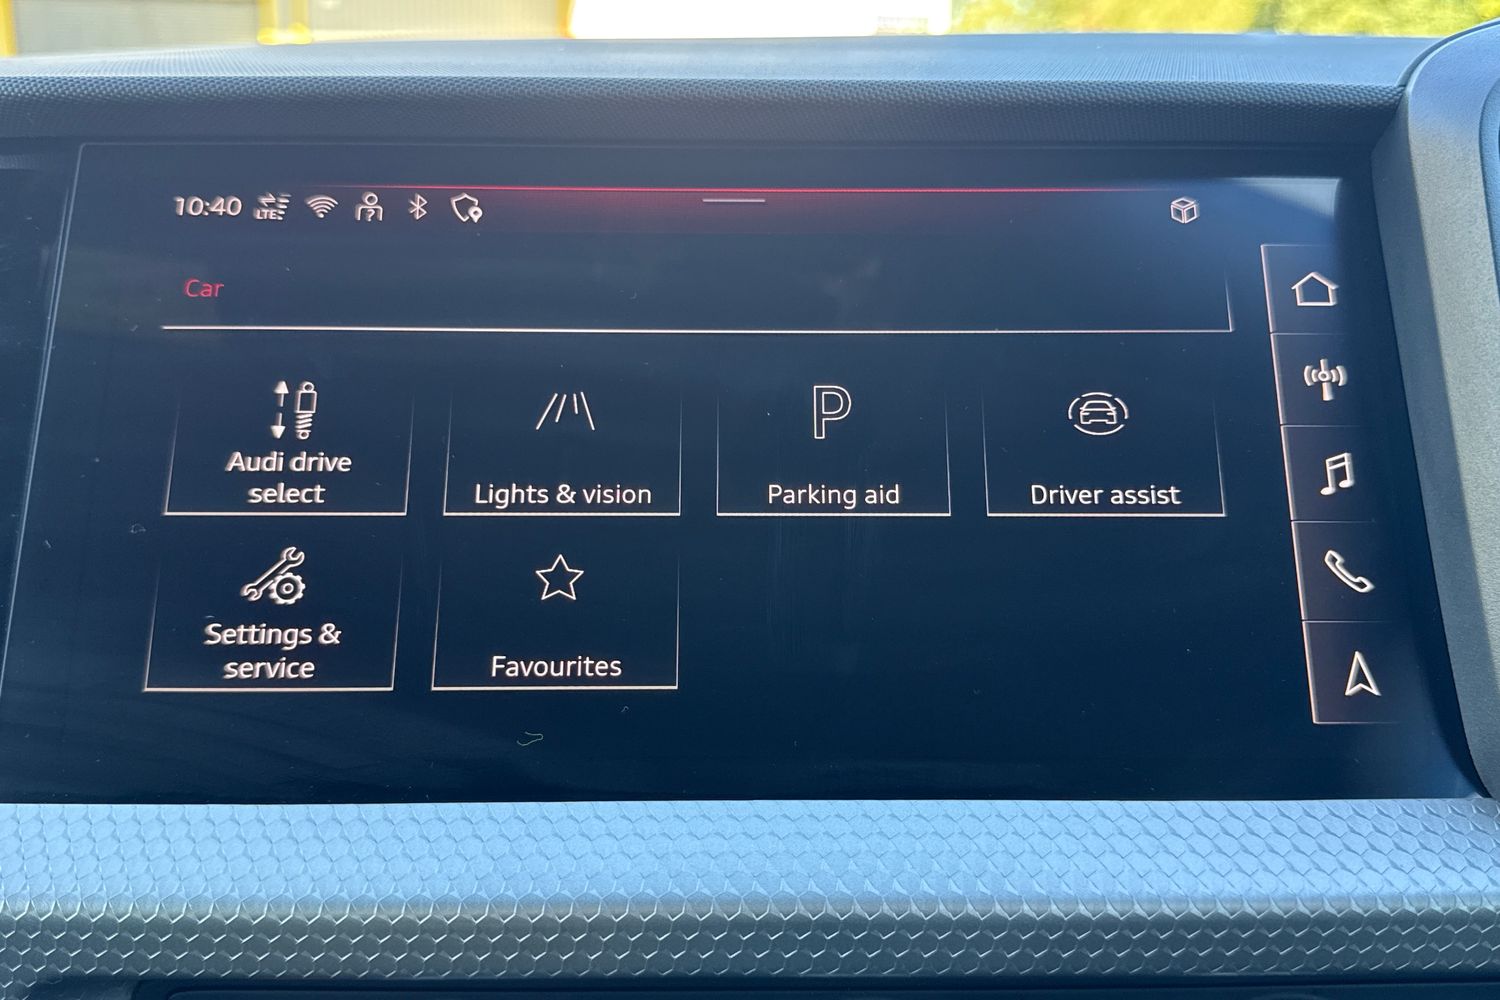 10:40 LTE
Car
Audi drive
select
Lights & vision
P
Parking aid
Driver assist
Settings &
service
Favourites